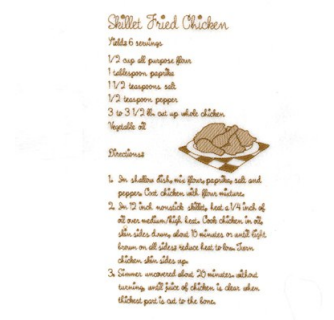 Skillet Fried Chicken
Yields 6 servings
1/2 cup all purpose flour
1 tablespoon paprika
1 1/2 teaspoons salt
1/2 teaspoon pepper
3 to 3 1/2 lb. cut up whole chicken
Vegetable oil
Directions:
1. In shallow dish, mix flour, paprika, salt and
pepper. Coat chicken with flour mixture.
2. In 12 inch nonstick skillet, heat a 1/4 inch of
oil over medium/high heat. Cook chicken in oil,
skin sides down, about 15 minutes or until light
brown on all sides; reduce heat to low. Turn
chicken skin sides up.
3. Simmer uncovered about 20 minutes, without
turning, until juice of chicken is clear when
thickest part is cut to the bone.